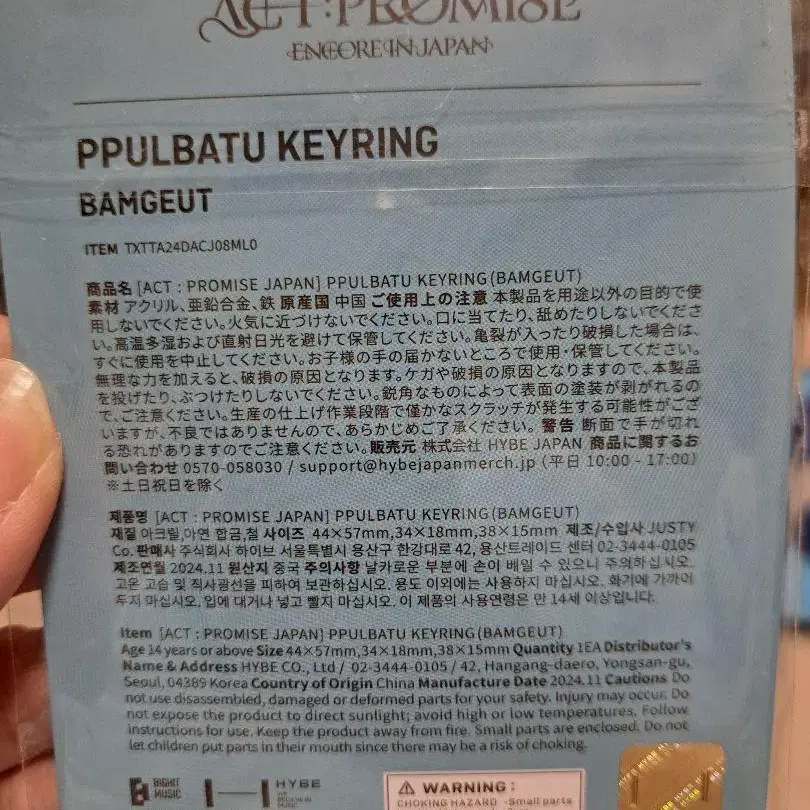 ACT:PROMISE
ENCORE IN JAPAN
PPULBATU KEYRING
BAMGEUT
ITEM TXTTA24DACJ08ML0
商品名 [ACT : PROMISE JAPAN] PPULBATU KEYRING(BAMGEUT)
素材 アクリル、亜鉛合金、鉄 原産国 中国 ご使用上の注意 本製品を用途以外の目的で使
用しないでください。火気に近づけないでください。口に当てたり、舐めたりしないでくださ
い。高温多湿および直射日光を避けて保管してください。亀裂が入ったり破損した場合は、
すぐに使用を中止してください。お子様の手の届かないところで使用・保管してください。
無理な力を加えると、破損の原因となります。ケガや破損の原因となりますので、本製品
を投げたり、ぶつけたりしないでください。鋭角なものによって表面の塗装が剥がれるの
で、ご注意ください。生産の仕上げ作業段階で僅かなスクラッチが発生する可能性がござ
いますが、不良ではありませんので、あらかじめご了承ください。 警告 断面で手が切れ
る恐れがありますのでご注意ください。販売元 株式会社 HYBE JAPAN 商品に関するお
問い合わせ 0570-058030 / support@hybejapanmerch.jp (平日 10:00 - 17:00)
※土日祝日を除く
제품명 [ACT : PROMISE JAPAN] PPULBATU KEYRING(BAMGEUT)
재질 아크릴,아연 합금,철 사이즈 44×57mm,34×18mm,38×15mm 제조/수입사 JUSTY
Co. 판매사 주식회사 하이브 서울특별시 용산구 한강대로 42, 용산트레이드 센터 02-3444-0105
제조연월 2024.11 원산지 중국 주의사항 날카로운 부분에 손이 베일 수 있으니 주의하십시오.
고온 고습 및 직사광선을 피하여 보관하십시오. 용도 이외에는 사용하지 마십시오. 화기에 가까이
두지 마십시오. 입에 대거나 넣고 빨지 마십시오. 이 제품의 사용연령은 만 14세 이상입니다.
Item [ACT : PROMISE JAPAN] PPULBATU KEYRING(BAMGEUT)
Age 14 years or above Size 44×57mm,34×18mm,38×15mm Quantity 1EA Distributor's
Name & Address HYBE CO., Ltd / 02-3444-0105 / 42, Hangang-daero, Yongsan-gu,
Seoul, 04389 Korea Country of Origin China Manufacture Date 2024.11 Cautions Do
not use disassembled, damaged or deformed parts for your safety. Injury may occur. Do
not expose the product to direct sunlight; avoid high or low temperatures. Follow
instructions for use. Keep the product away from fire. Small parts are enclosed. Do not
let children put parts in their mouth since there may be a risk of choking.
BIGHIT
MUSIC
HYBE
WE
BELIEVE IN
MUSIC
WARNING :
CHOKING HAZARD -Small parts
HYBE